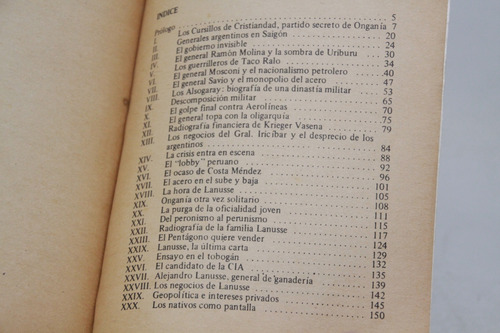 INDICE
Prólogo 5
I. Los Cursillos de Cristiandad, partido secreto de Onganía 7
II. Generales argentinos en Saigón 20
III. El gobierno invisible 24
IV. El general Ramón Molina y la sombra de Uriburu 30
V. Los guerrilleros de Taco Ralo 34
VI. El general Mosconi y el nacionalismo petrolero 40
VII. El general Savio y el monopolio del acero 47
VIII. Los Alsogaray: biografía de una dinastía militar 53
IX. Descomposición militar 65
X. El golpe final contra Aerolíneas 70
XI. El general topa con la oligarquía 75
XII. Radiografía financiera de Krieger Vasena 79
XIII. Los negocios del Gral. Iricíbar y el desprecio de los
argentinos 84
XIV. La crisis entra en escena 88
XV. El "lobby" peruano 92
XVI. El ocaso de Costa Méndez 96
XVII. El acero en el sube y baja 101
XVIII. La hora de Lanusse 105
XIX. Onganía otra vez solitario 108
XX. La purga de la oficialidad joven 111
XXI. Del peronismo al perunismo 115
XXII. Radiografía de la familia Lanusse 117
XXIII. El Pentágono quiere vender 124
XXIX. Lanusse, la última carta 129
XXV. Ensayo en el tobogán 132
XXVI. El candidato de la CIA 135
XXVII. Alejandro Lanusse, general de ganadería
XXVIII. Los negocios de Lanusse 142
XXIX. Geopolítica e intereses privados 145
XXX. Los nativos como pantalla 150